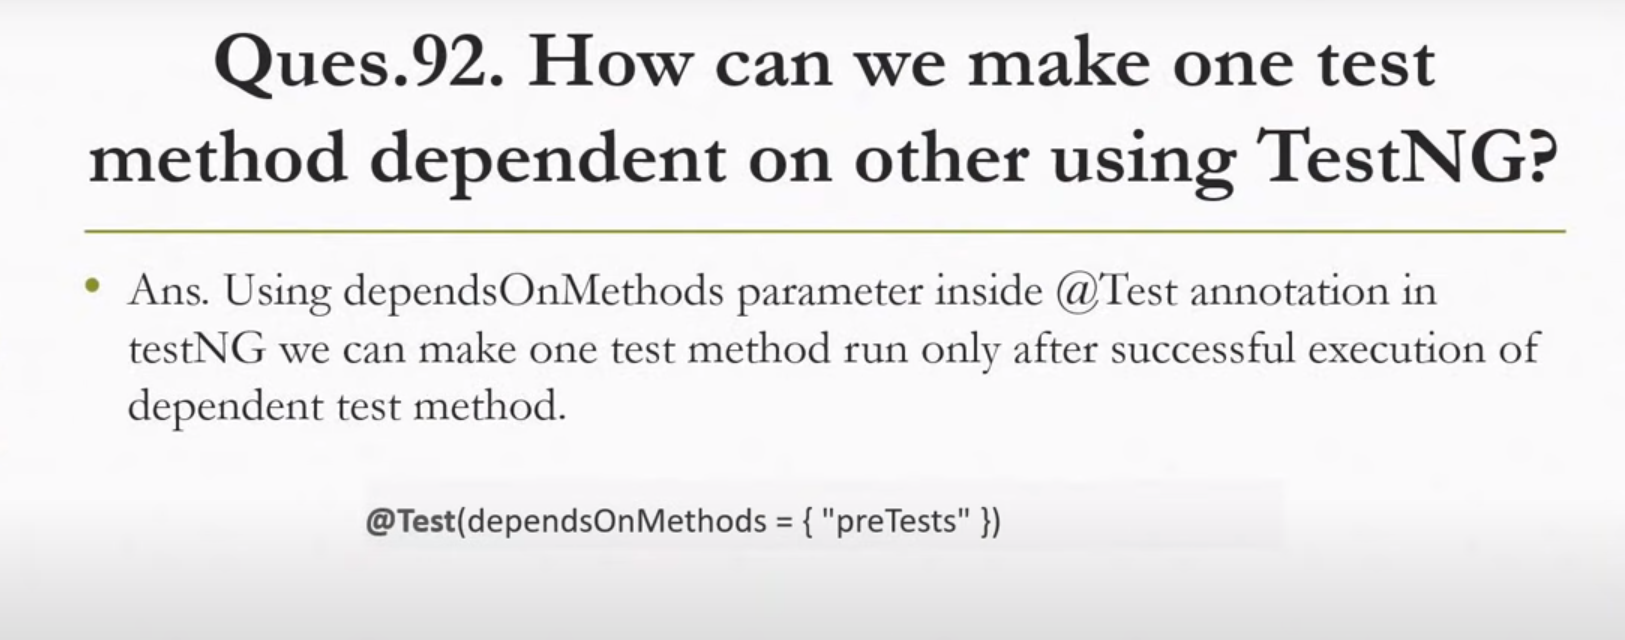 Ques.92. How can we make one test
method dependent on other using TestNG?
• Ans. Using dependsOnMethods parameter inside @Test annotation in
testNG we can make one test method run only after successful execution of
dependent test method.
@Test(dependsOnMethods = { "preTests" })